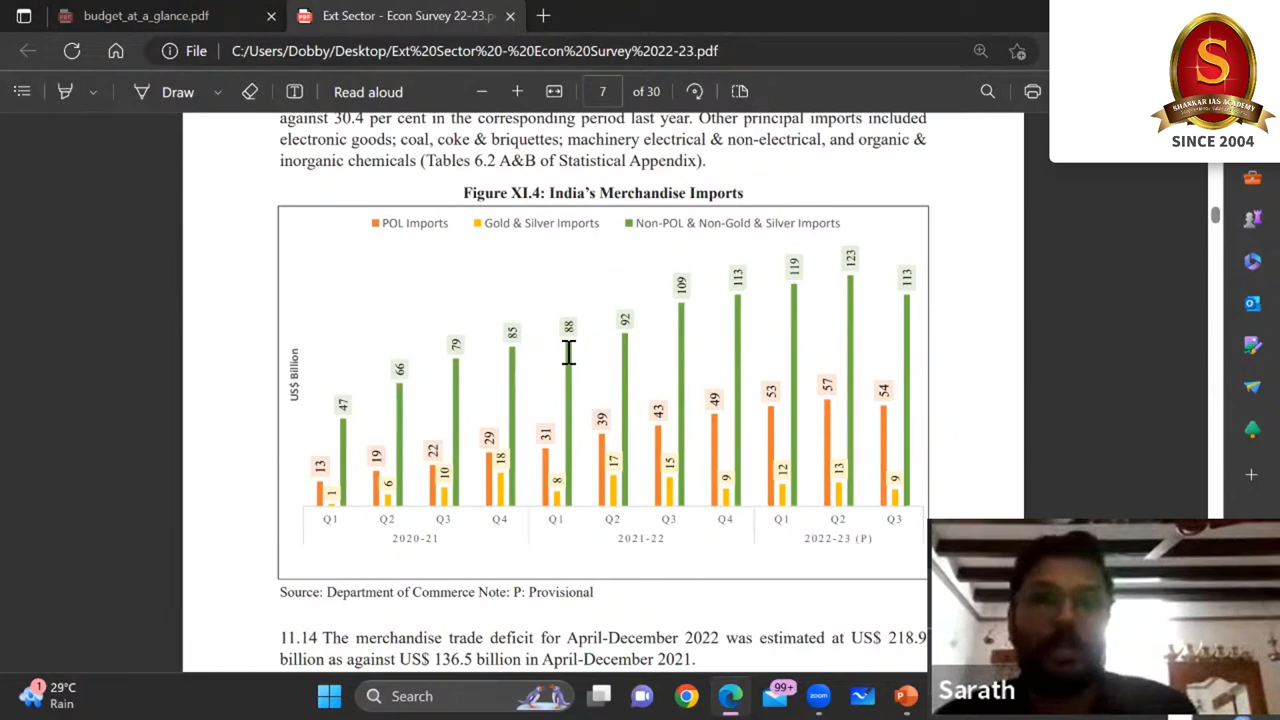 budget_at_a_glance.pdf
Ext Sector - Econ Survey 22-23.p
File
C:/Users/Dobby/Desktop/Ext%20Sector%20-%20Econ%20Survey%2022-23.pdf
Draw
Read aloud
7
of 30
S
SHANKAR IAS ACADEMY
SINCE 2004
against 30.4 per cent in the corresponding period last year. Other principal imports included
electronic goods; coal, coke & briquettes; machinery electrical & non-electrical, and organic &
inorganic chemicals (Tables 6.2 A&B of Statistical Appendix).
Figure XI.4: India's Merchandise Imports
POL Imports
Gold & Silver Imports
Non-POL & Non-Gold & Silver Imports
US$ Billion
13 1 47 19 6 66 22 10 79 29 18 85 31 8 88 39 17 92 43 15 109 49 9 113 53 12 119 57 13 123 54 9 113
Q1 Q2 Q3 Q4 Q1 Q2 Q3 Q4 Q1 Q2 Q3
2020-21 2021-22 2022-23 (P)
Source: Department of Commerce Note: P: Provisional
11.14 The merchandise trade deficit for April-December 2022 was estimated at US$ 218.9
billion as against US$ 136.5 billion in April-December 2021.
Sarath
1
29°C
Rain
Search
99+
zoom